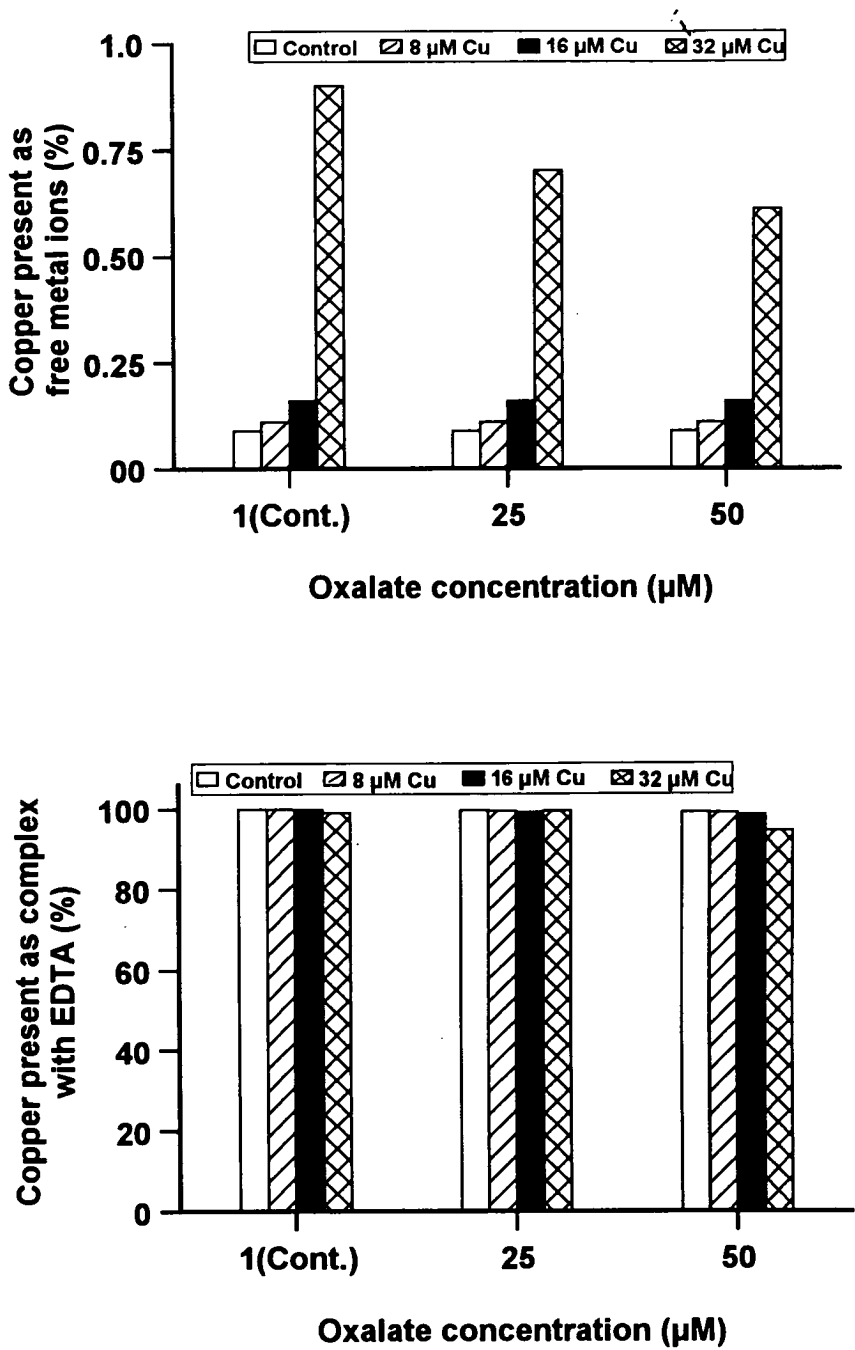 Control 8 µM Cu 16 µM Cu 32 µM Cu
1.0
0.75
0.50
0.25
00
Copper present as
free metal ions (%)
1(Cont.) 25 50
Oxalate concentration (µM)
Control 8 µM Cu 16 µM Cu 32 µM Cu
100
80
60
40
20
0
Copper present as complex
with EDTA (%)
1(Cont.) 25 50
Oxalate concentration (µM)